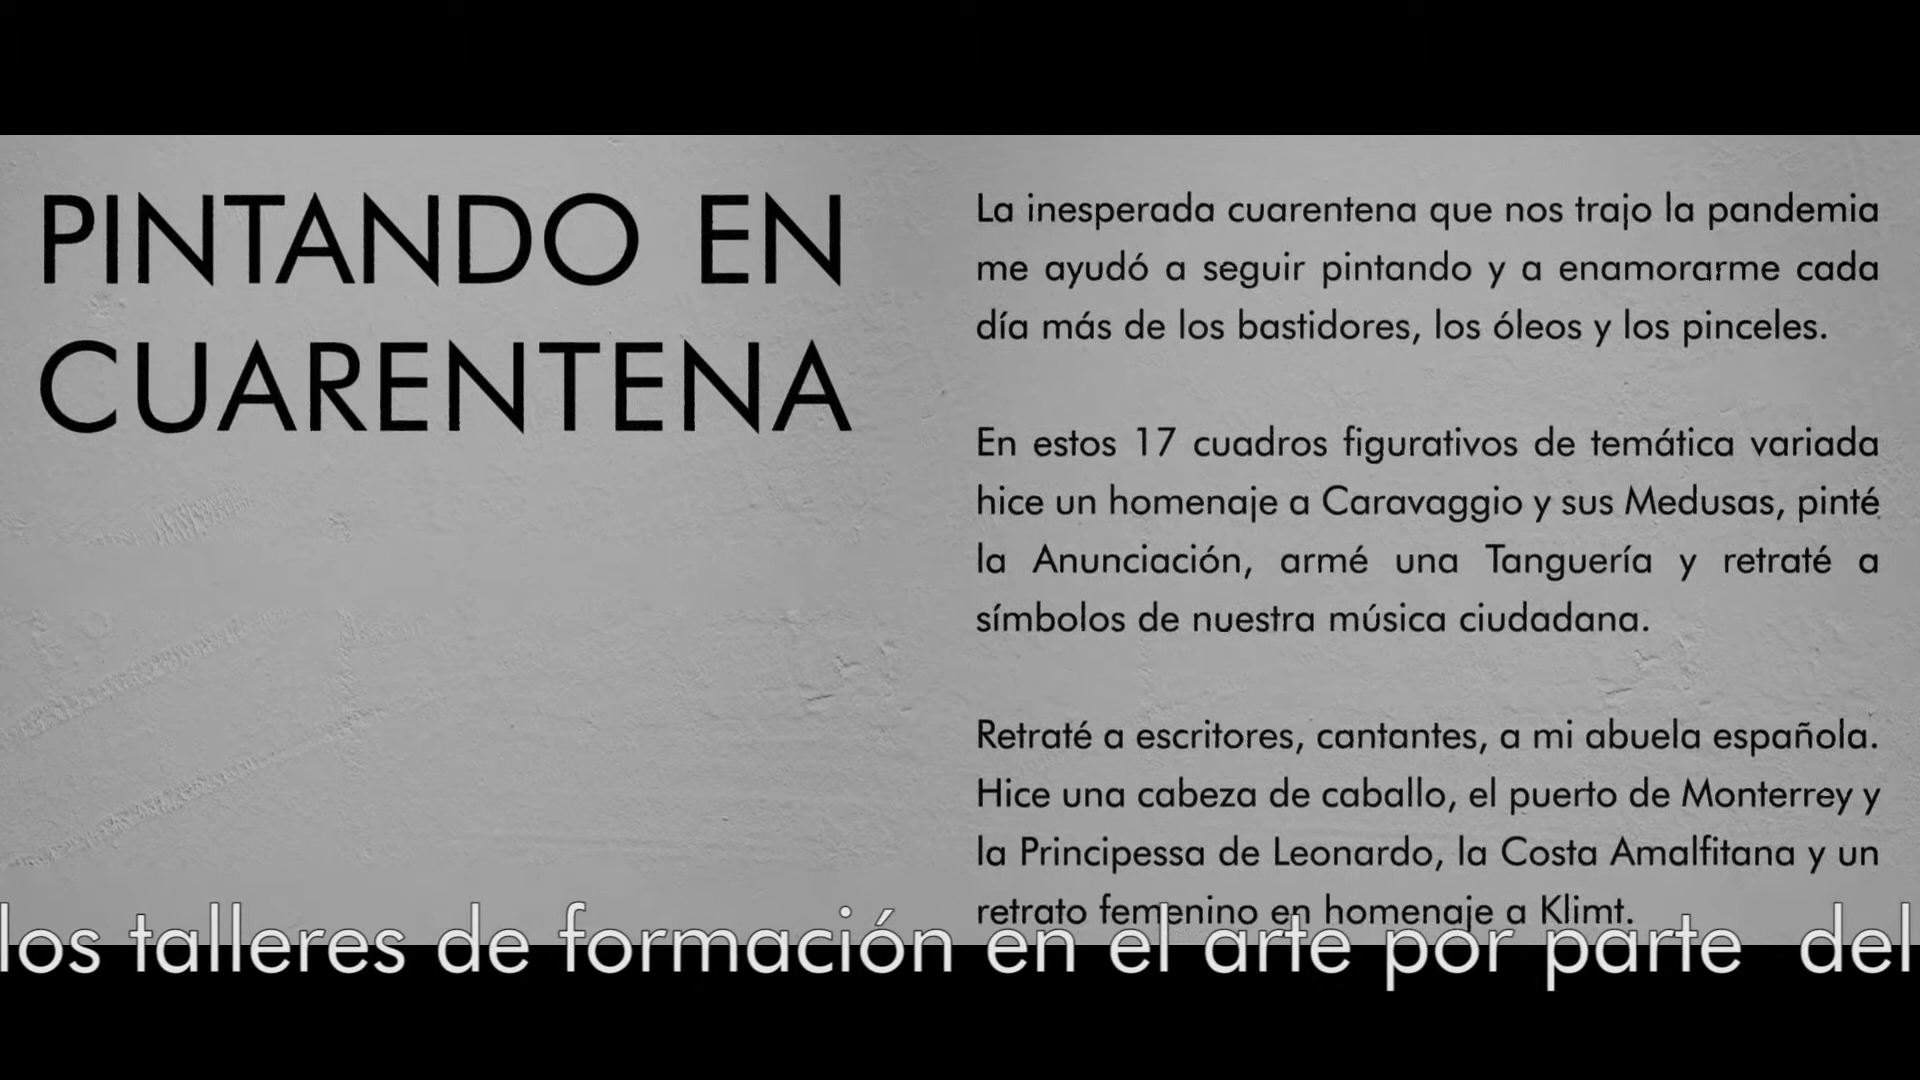 PINTANDO EN
CUARENTENA
La inesperada cuarentena que nos trajo la pandemia
me ayudó a seguir pintando y a enamorarme cada
día más de los bastidores, los óleos y los pinceles.
En estos 17 cuadros figurativos de temática variada
hice un homenaje a Caravaggio y sus Medusas, pinté
la Anunciación, armé una Tanguería y retraté a
símbolos de nuestra música ciudadana.
Retraté a escritores, cantantes, a mi abuela española.
Hice una cabeza de caballo, el puerto de Monterrey y
la Principessa de Leonardo, la Costa Amalfitana y un
retrato femenino en homenaje a Klimt.
los talleres de formación en el arte por parte del